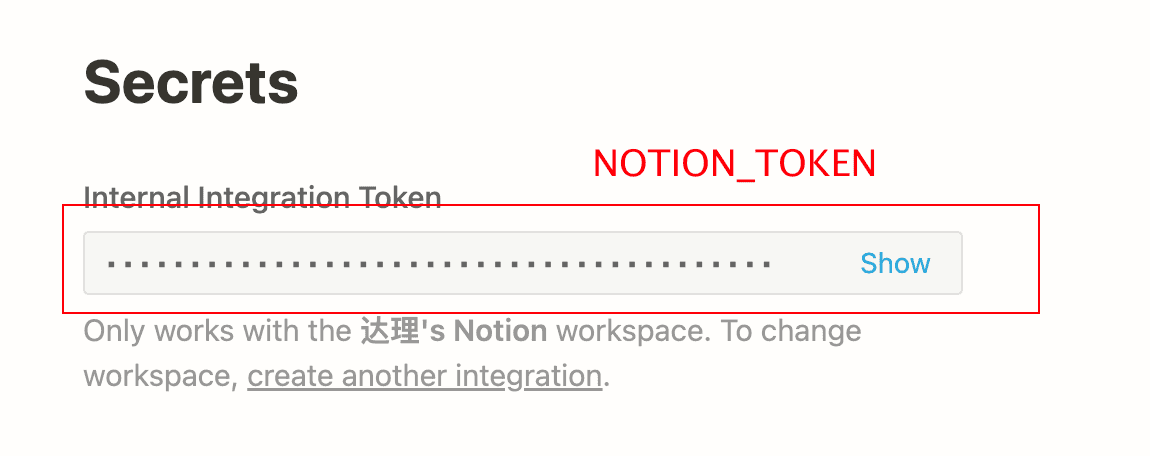 Secrets
NOTION_TOKEN
Internal Integration Token
Show
Only works with the 达理's Notion workspace. To change
workspace, create another integration.